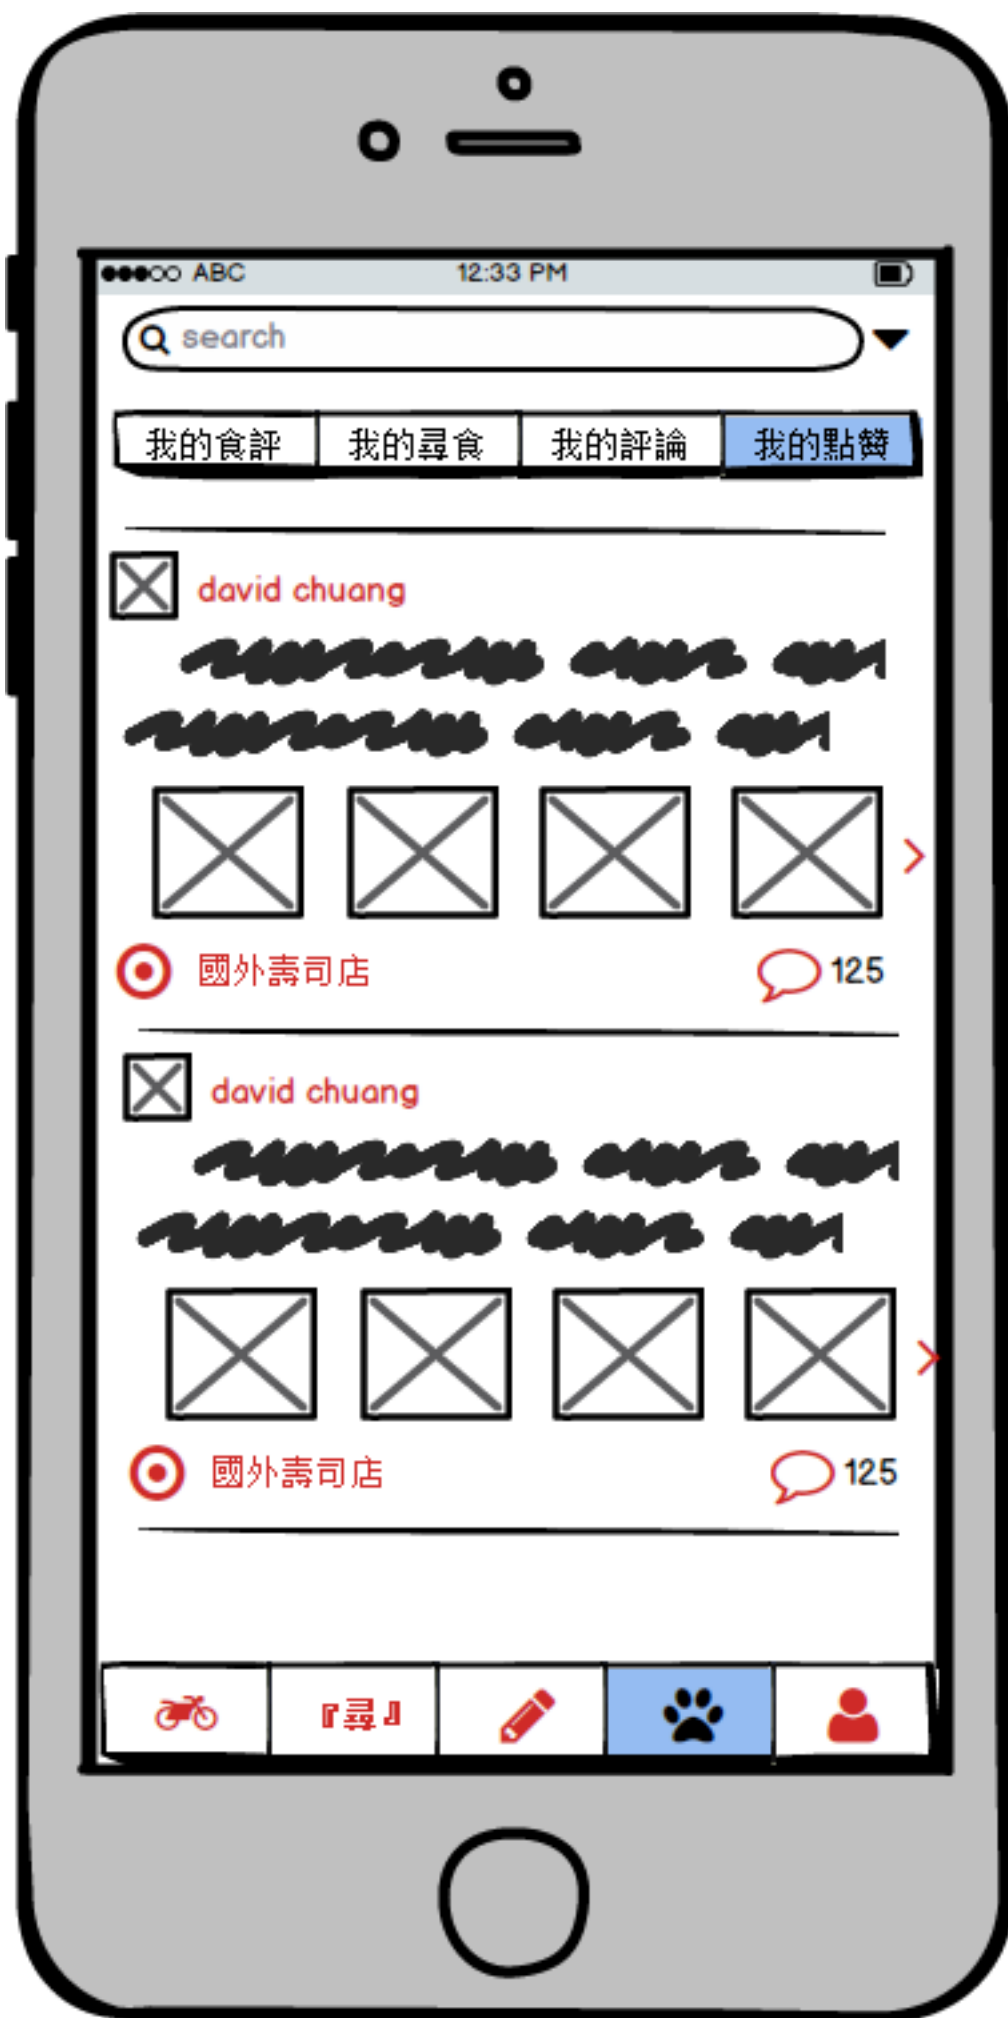 ABC 12:33 PM
search
我的食評 我的尋食 我的評論 我的點贊
david chuang
國外壽司店 125
david chuang
國外壽司店 125
『尋』